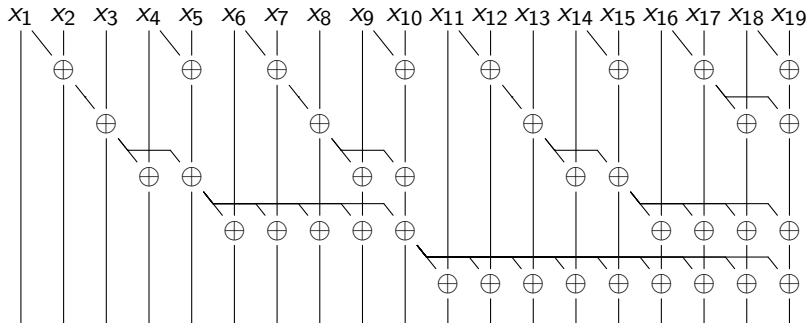 x₁ x₂ x₃ x₄ x₅ x₆ x₇ x₈ x₉ x₁₀ x₁₁ x₁₂ x₁₃ x₁₄ x₁₅ x₁₆ x₁₇ x₁₈ x₁₉